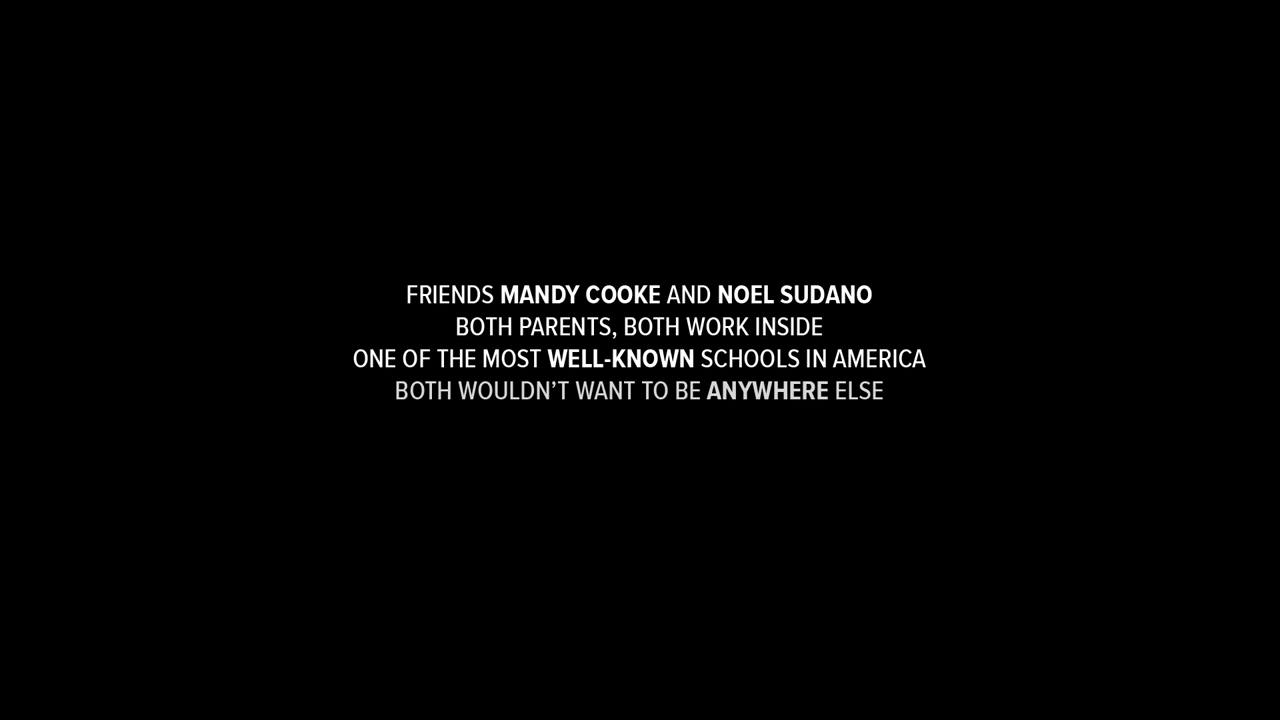 FRIENDS MANDY COOKE AND NOEL SUDANO
BOTH PARENTS, BOTH WORK INSIDE
ONE OF THE MOST WELL-KNOWN SCHOOLS IN AMERICA
BOTH WOULDN’T WANT TO BE ANYWHERE ELSE